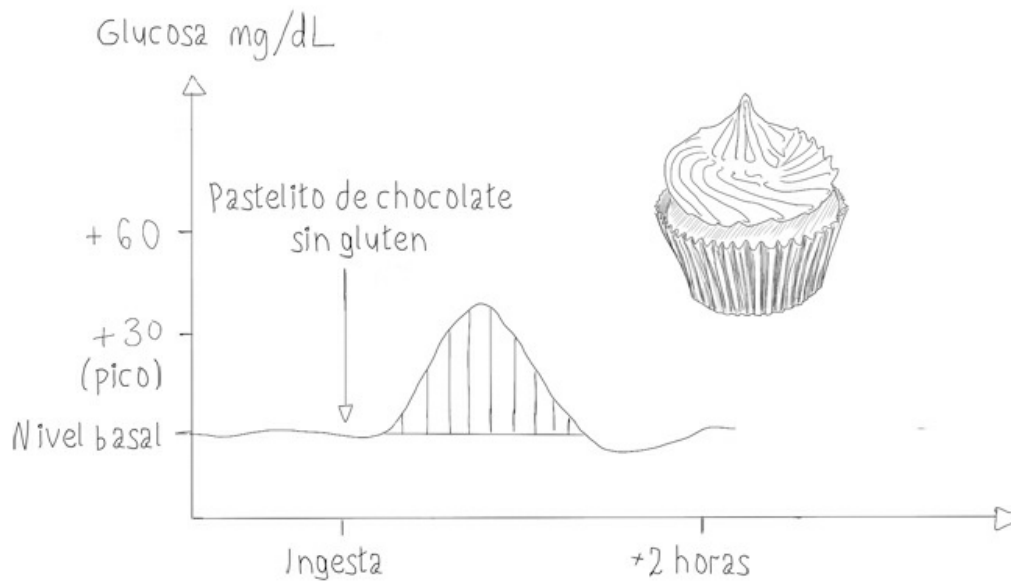 Glucosa mg/dL
Pastelito de chocolate
sin gluten
+ 60
+30
(pico)
Nivel basal
Ingesta
+2 horas